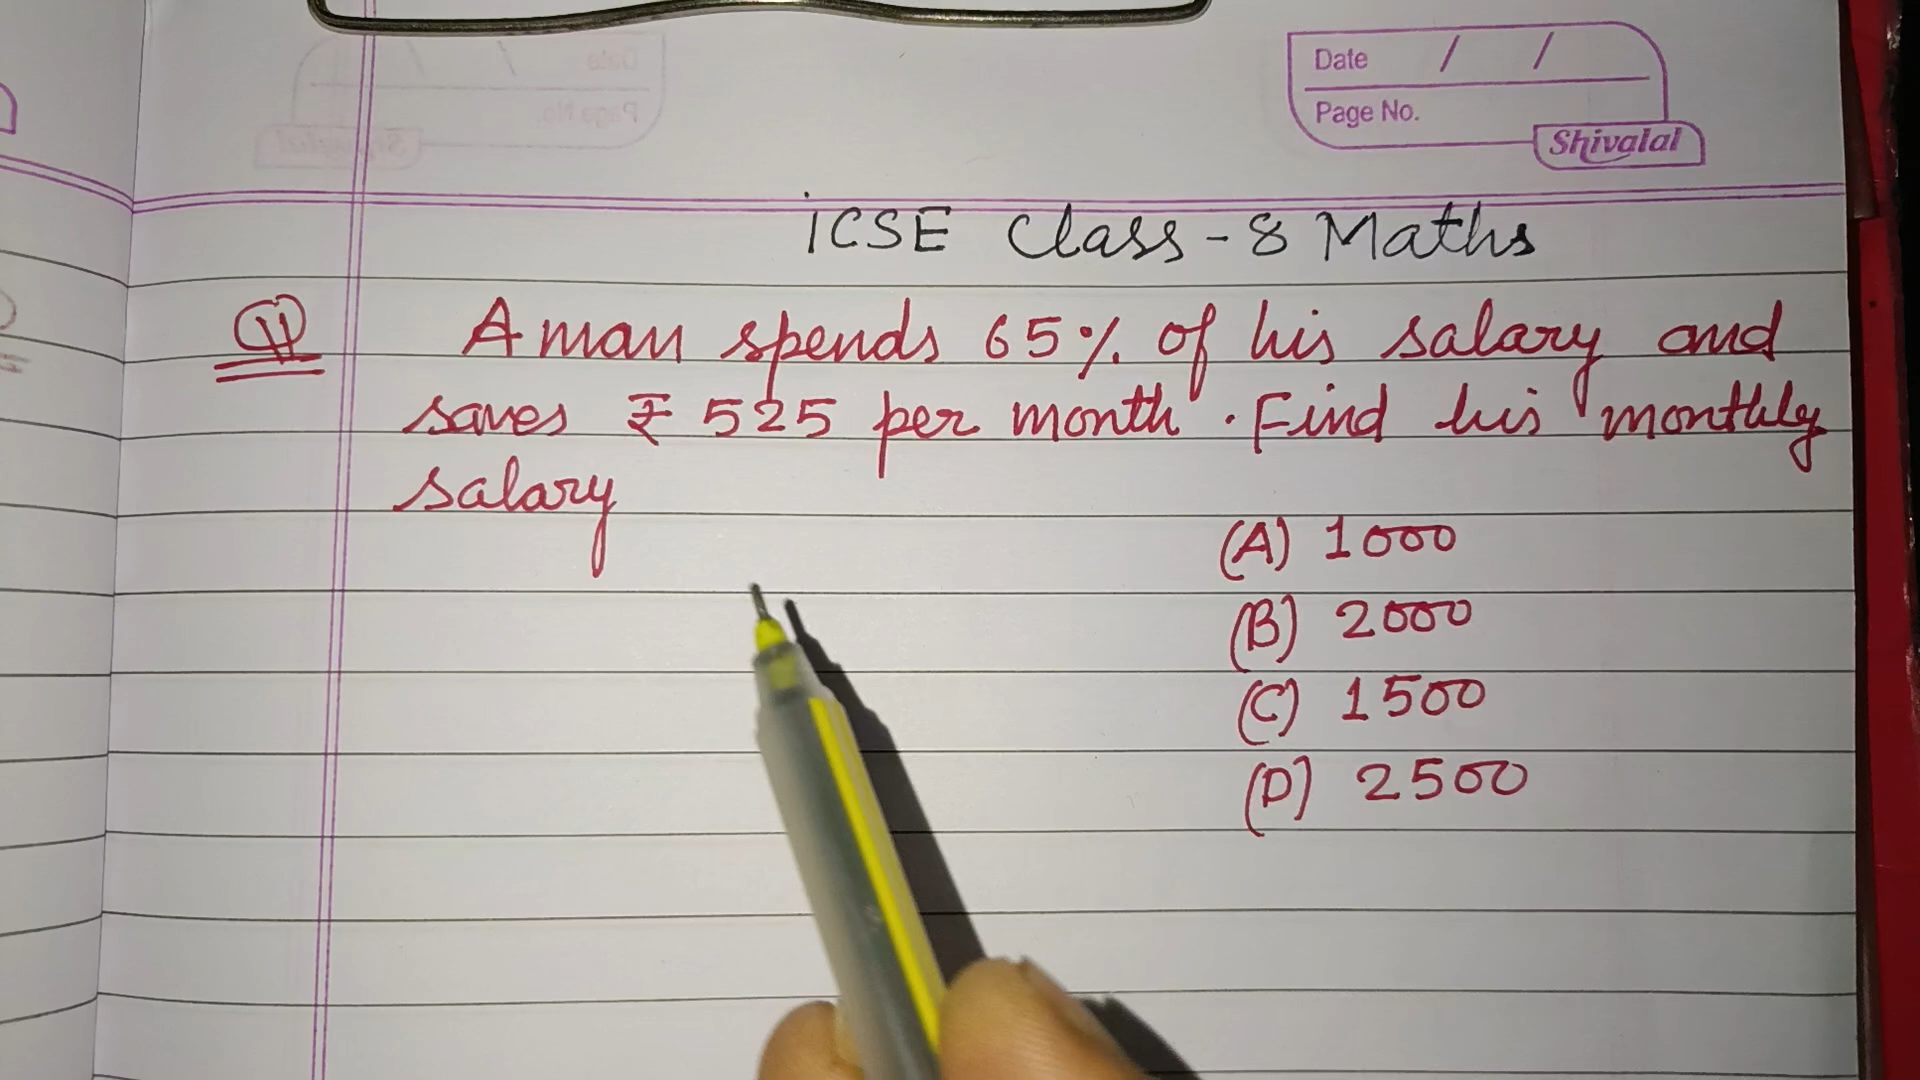 Date / /
Page No.
Shivalal
ICSE Class-8 Maths
Q A man spends 65% of his salary and
saves ₹ 525 per month. Find his monthly
salary
(A) 1000
(B) 2000
(C) 1500
(D) 2500